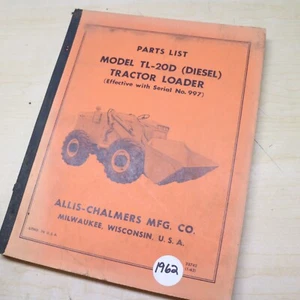 PARTS LIST
MODEL TL-20D (DIESEL)
TRACTOR LOADER
(Effective with Serial No. 997)
ALLIS-CHALMERS MFG. CO.
MILWAUKEE, WISCONSIN, U. S. A.
1962